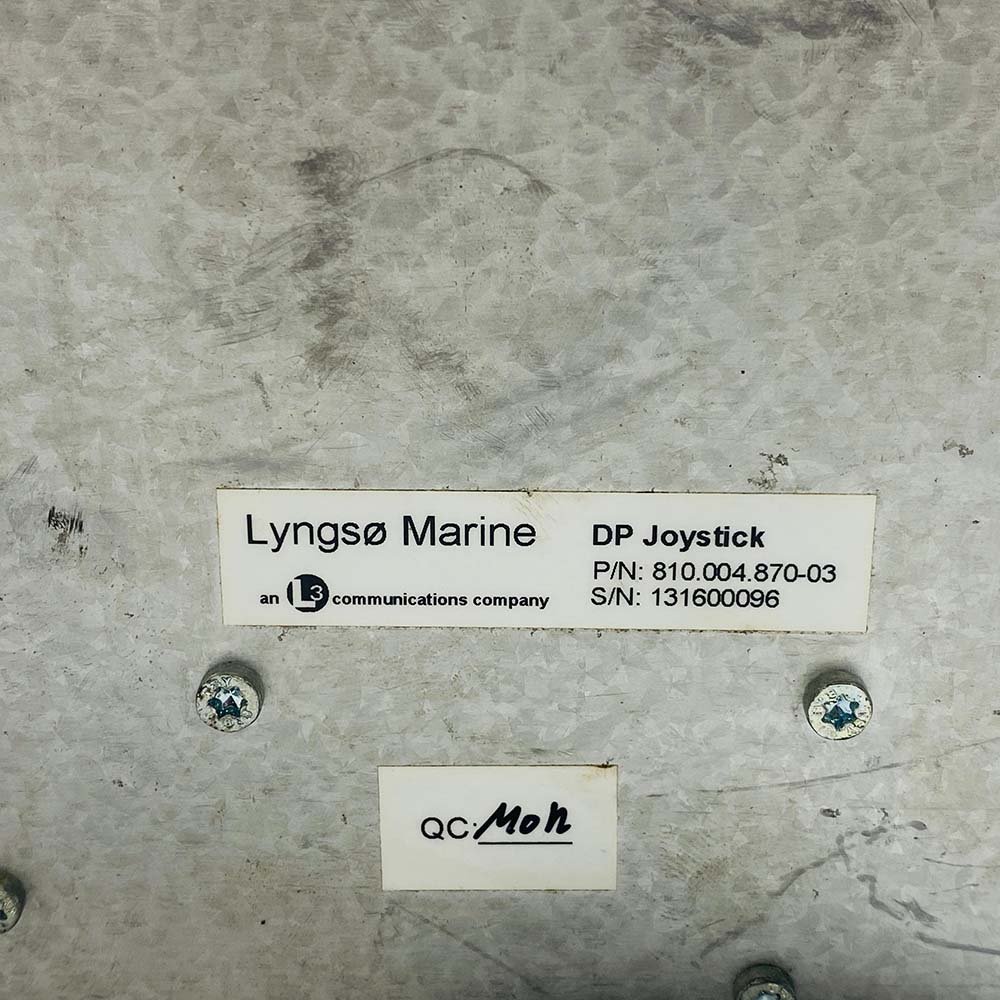 Lyngsø Marine
an L3 communications company
DP Joystick
P/N: 810.004.870-03
S/N: 131600096
QC: Moh